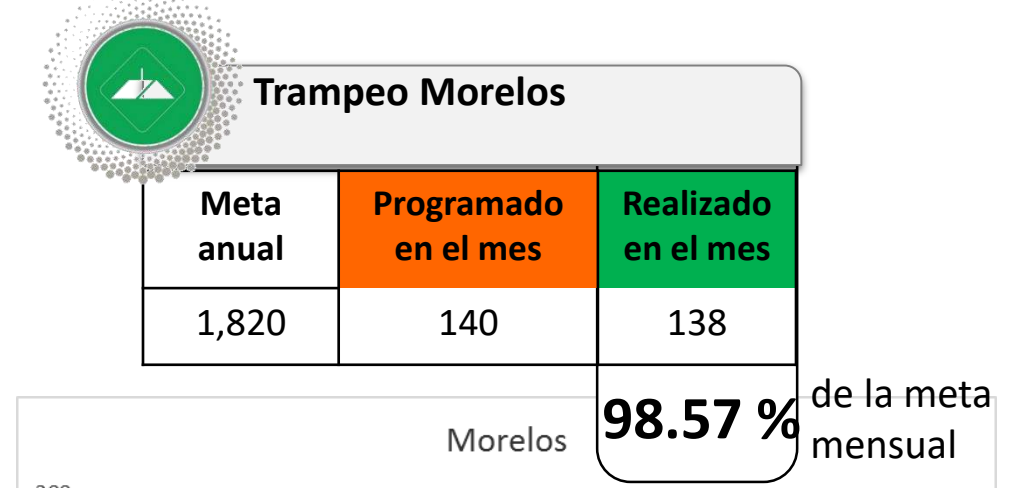 Trampeo Morelos
Meta anual
Programado en el mes
Realizado en el mes
1,820
140
138
98.57 %
de la meta mensual
Morelos